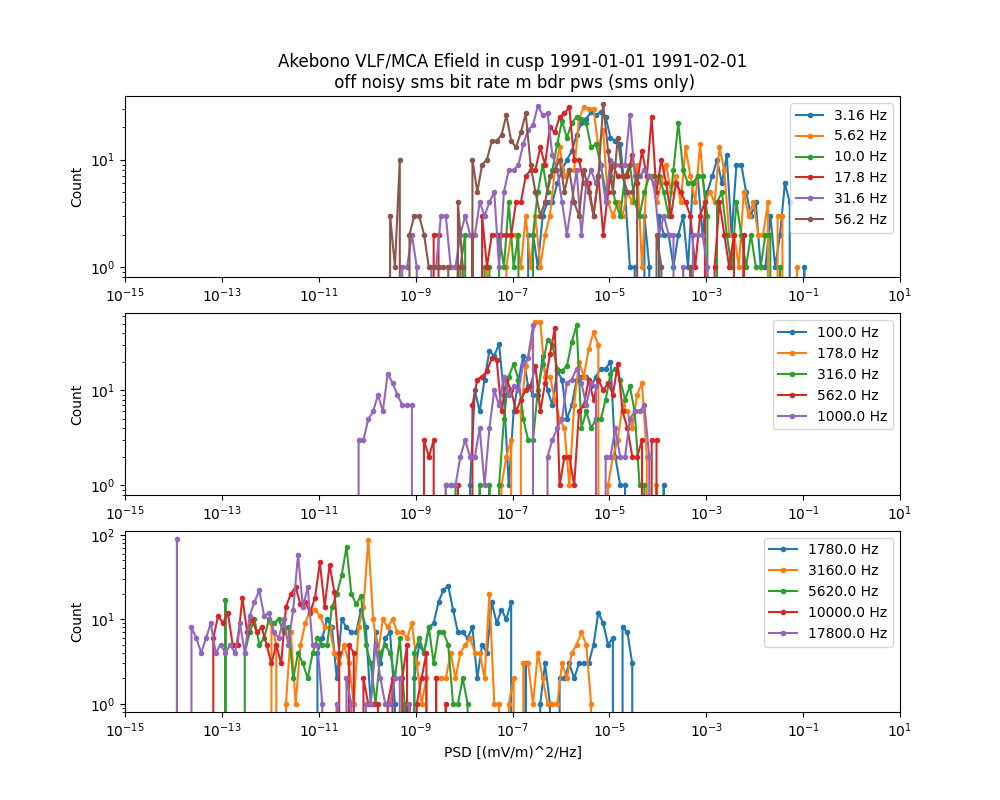 Akebono VLF/MCA Efield in cusp 1991-01-01 1991-02-01
off noisy sms bit rate m bdr pws (sms only)
Count
10^1
10^0
3.16 Hz
5.62 Hz
10.0 Hz
17.8 Hz
31.6 Hz
56.2 Hz
10^−15 10^−13 10^−11 10^−9 10^−7 10^−5 10^−3 10^−1 10^1
Count
10^1
10^0
100.0 Hz
178.0 Hz
316.0 Hz
562.0 Hz
1000.0 Hz
10^−15 10^−13 10^−11 10^−9 10^−7 10^−5 10^−3 10^−1 10^1
Count
10^2
10^1
10^0
1780.0 Hz
3160.0 Hz
5620.0 Hz
10000.0 Hz
17800.0 Hz
10^−15 10^−13 10^−11 10^−9 10^−7 10^−5 10^−3 10^−1 10^1
PSD [(mV/m)^2/Hz]